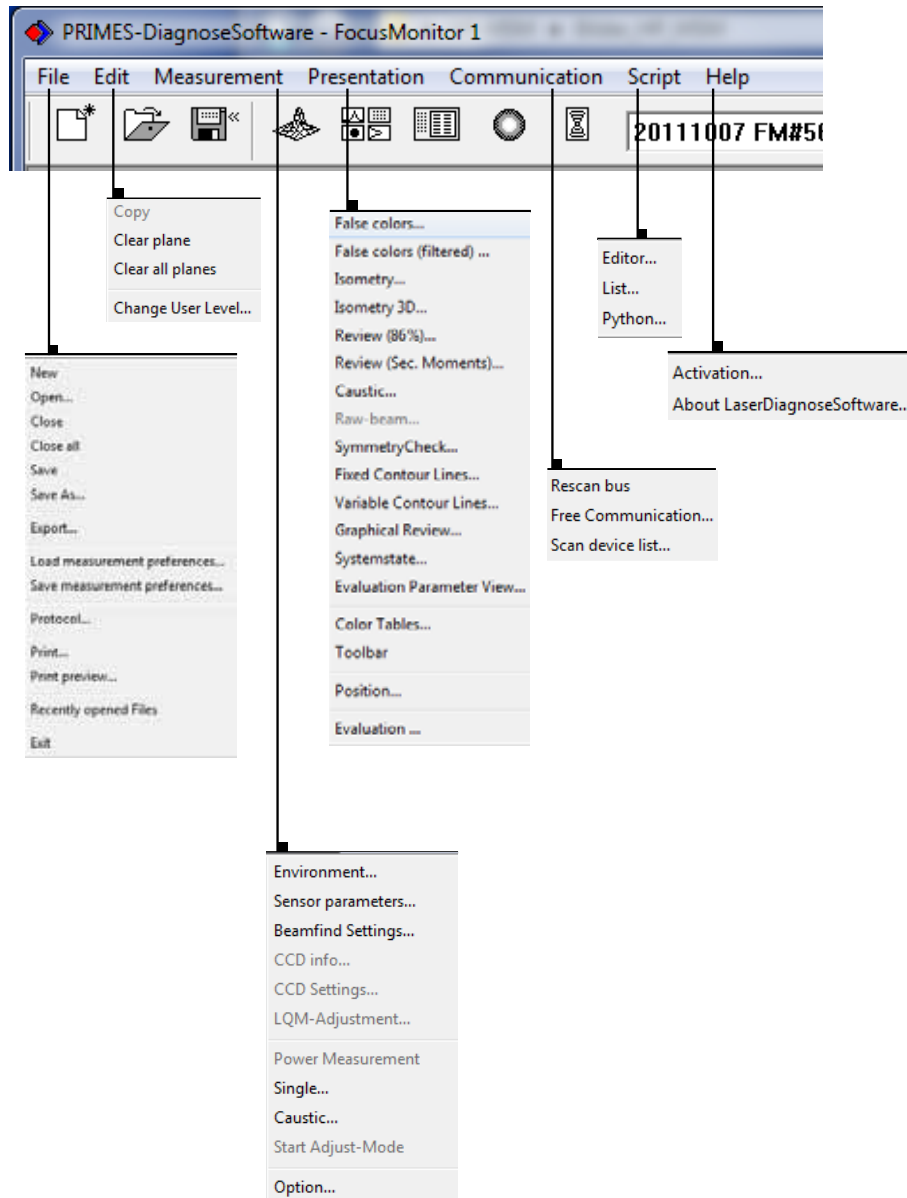 PRIMES-DiagnoseSoftware - FocusMonitor 1
File Edit Measurement Presentation Communication Script Help
20111007 FM#56
Copy
Clear plane
Clear all planes
Change User Level...
False colors...
False colors (filtered) ...
Isometry...
Isometry 3D...
Review (86%)...
Review (Sec. Moments)...
Caustic...
Raw-beam...
SymmetryCheck...
Fixed Contour Lines...
Variable Contour Lines...
Graphical Review...
Systemstate...
Evaluation Parameter View...
Color Tables...
Toolbar
Position...
Evaluation ...
Editor...
List...
Python...
Activation...
About LaserDiagnoseSoftware..
New
Open...
Close
Close all
Save
Save As...
Export...
Load measurement preferences...
Save measurement preferences...
Protocol...
Print...
Print preview...
Recently opened Files
Exit
Rescan bus
Free Communication...
Scan device list...
Environment...
Sensor parameters...
Beamfind Settings...
CCD info...
CCD Settings...
LQM-Adjustment...
Power Measurement
Single...
Caustic...
Start Adjust-Mode
Option...